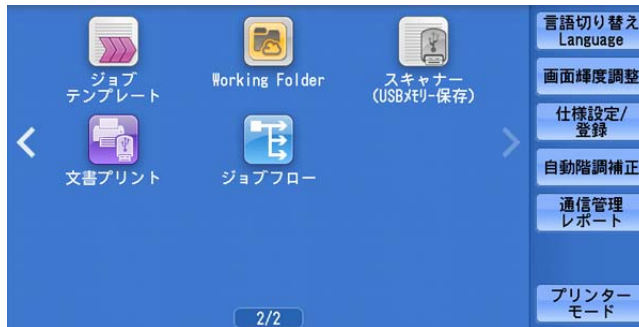 ジョブ
テンプレート
Working Folder
スキャナー
(USBﾒﾓﾘｰ保存)
文書プリント
ジョブフロー
2/2
言語切り替え
Language
画面輝度調整
仕様設定/
登録
自動階調補正
通信管理
レポート
プリンター
モード